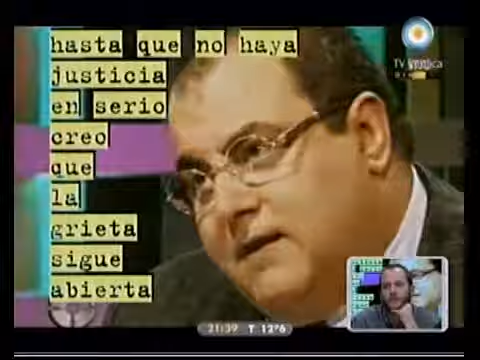 hasta que no haya
justicia
en serio
creo
que
la
grieta
sigue
abierta
TV Pública
21:39 T 12°6